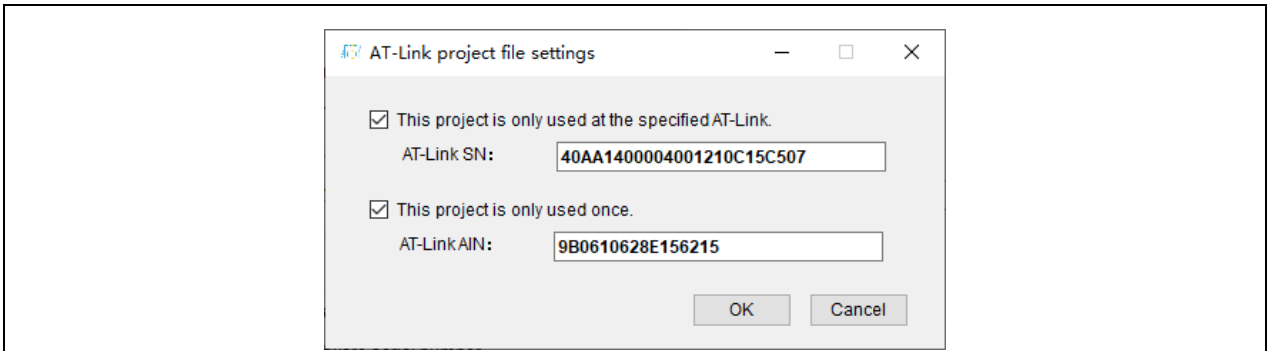 AT-Link project file settings
This project is only used at the specified AT-Link.
AT-Link SN: 40AA1400004001210C15C507
This project is only used once.
AT-Link AIN: 9B0610628E156215
OK Cancel